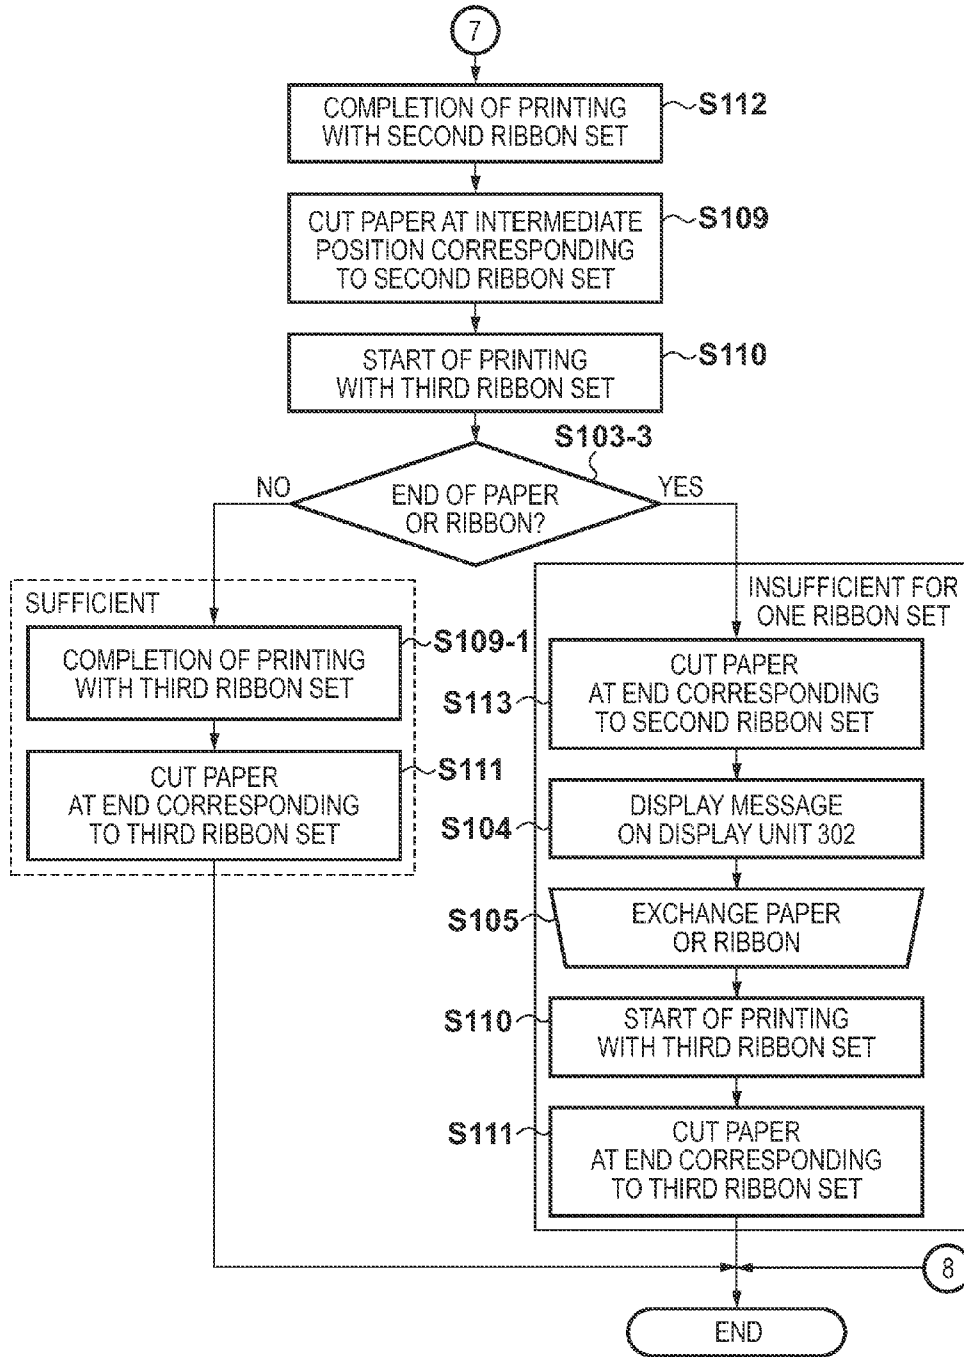 7
COMPLETION OF PRINTING
WITH SECOND RIBBON SET
S112
CUT PAPER AT INTERMEDIATE
POSITION CORRESPONDING
TO SECOND RIBBON SET
S109
START OF PRINTING
WITH THIRD RIBBON SET
S110
S103-3
END OF PAPER
OR RIBBON?
NO
YES
SUFFICIENT
COMPLETION OF PRINTING
WITH THIRD RIBBON SET
S109-1
CUT PAPER
AT END CORRESPONDING
TO THIRD RIBBON SET
S111
INSUFFICIENT FOR
ONE RIBBON SET
CUT PAPER
AT END CORRESPONDING
TO SECOND RIBBON SET
S113
DISPLAY MESSAGE
ON DISPLAY UNIT 302
S104
EXCHANGE PAPER
OR RIBBON
S105
START OF PRINTING
WITH THIRD RIBBON SET
S110
CUT PAPER
AT END CORRESPONDING
TO THIRD RIBBON SET
S111
8
END